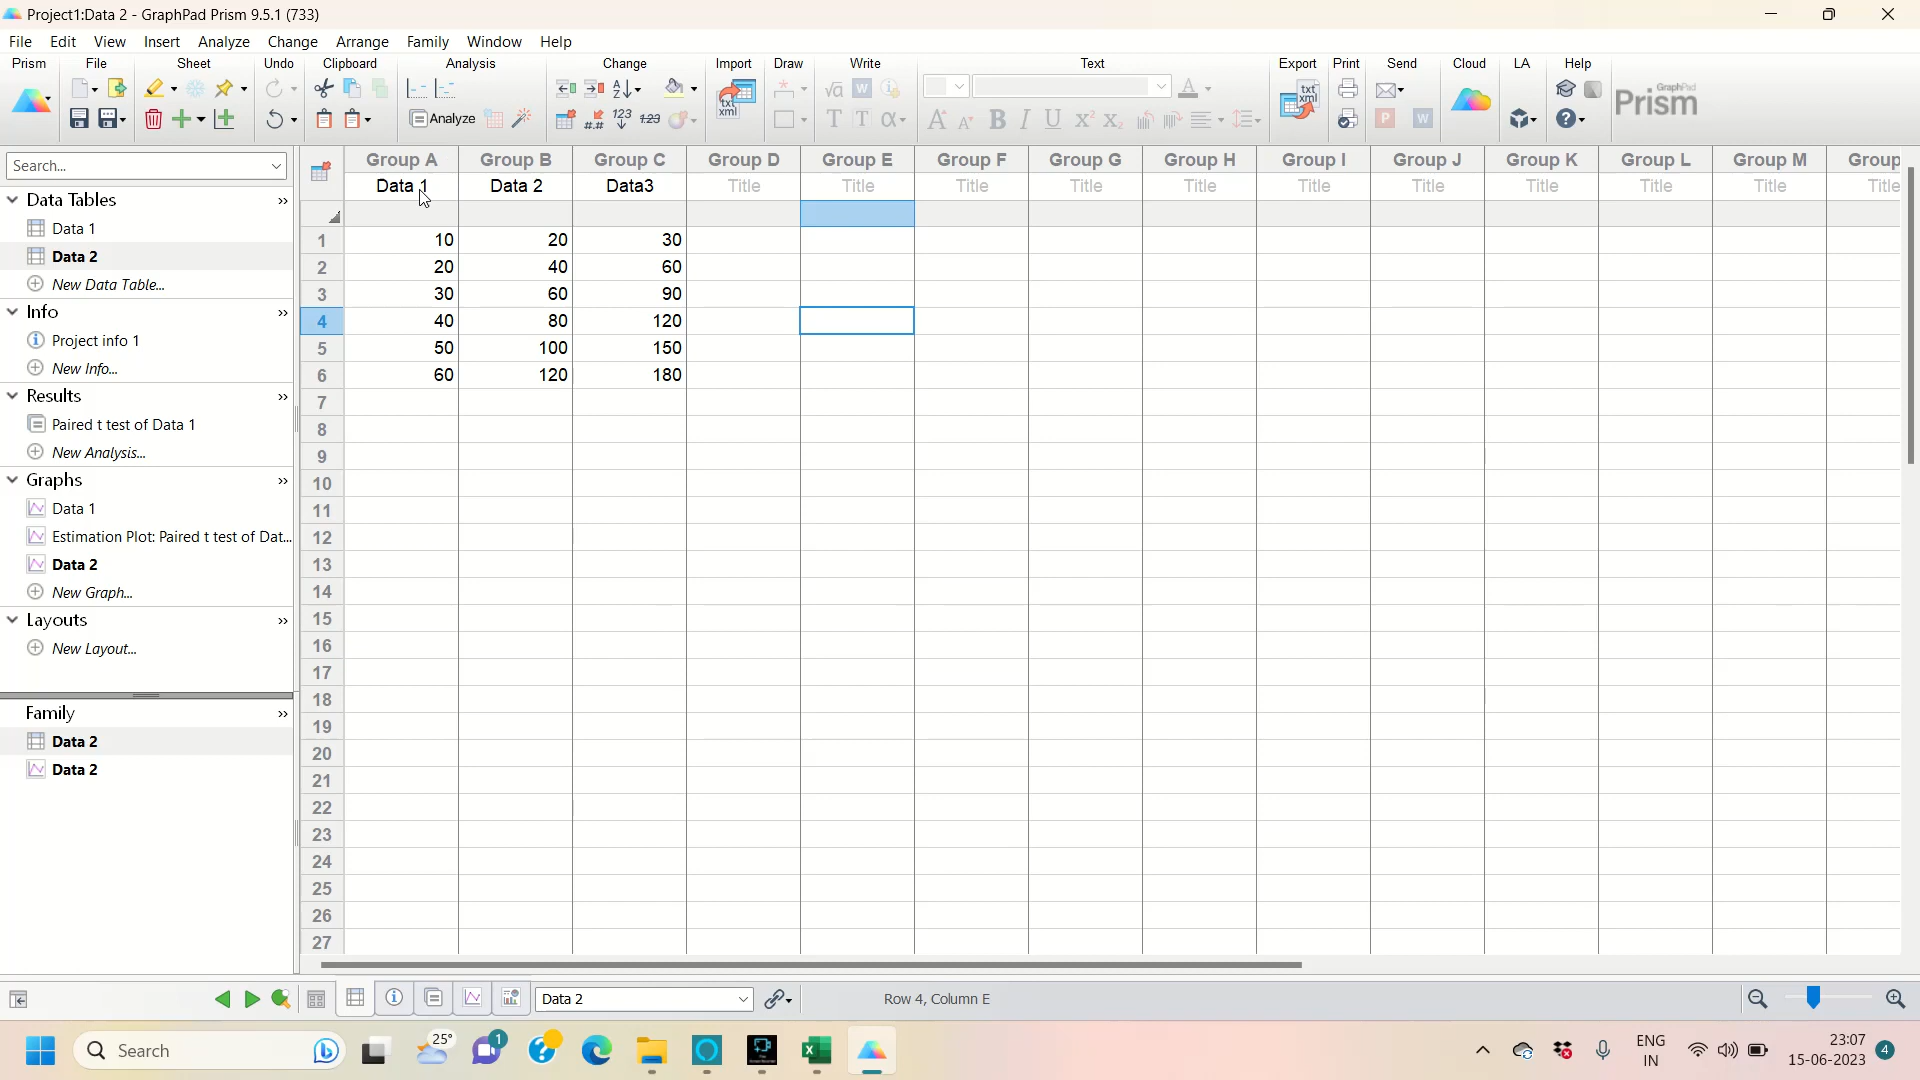 Project1:Data 2 - GraphPad Prism 9.5.1 (733)
File Edit View Insert Analyze Change Arrange Family Window Help
Prism File Sheet Undo Clipboard Analysis Change Import Draw Write Text Export Print Send Cloud LA Help
Analyze
GraphPad
Prism
Search...
Data Tables
Data 1
Data 2
New Data Table...
Info
Project info 1
New Info...
Results
Paired t test of Data 1
New Analysis...
Graphs
Data 1
Estimation Plot: Paired t test of Dat...
Data 2
New Graph...
Layouts
New Layout...
Family
Data 2
Data 2
Group A Group B Group C Group D Group E Group F Group G Group H Group I Group J Group K Group L Group M Group
Data 1 Data 2 Data3 Title Title Title Title Title Title Title Title Title Title Title
1 10 20 30
2 20 40 60
3 30 60 90
4 40 80 120
5 50 100 150
6 60 120 180
7
8
9
10
11
12
13
14
15
16
17
18
19
20
21
22
23
24
25
26
27
Data 2
Row 4, Column E
Search
25°
1
ENG
IN
23:07
15-06-2023
4